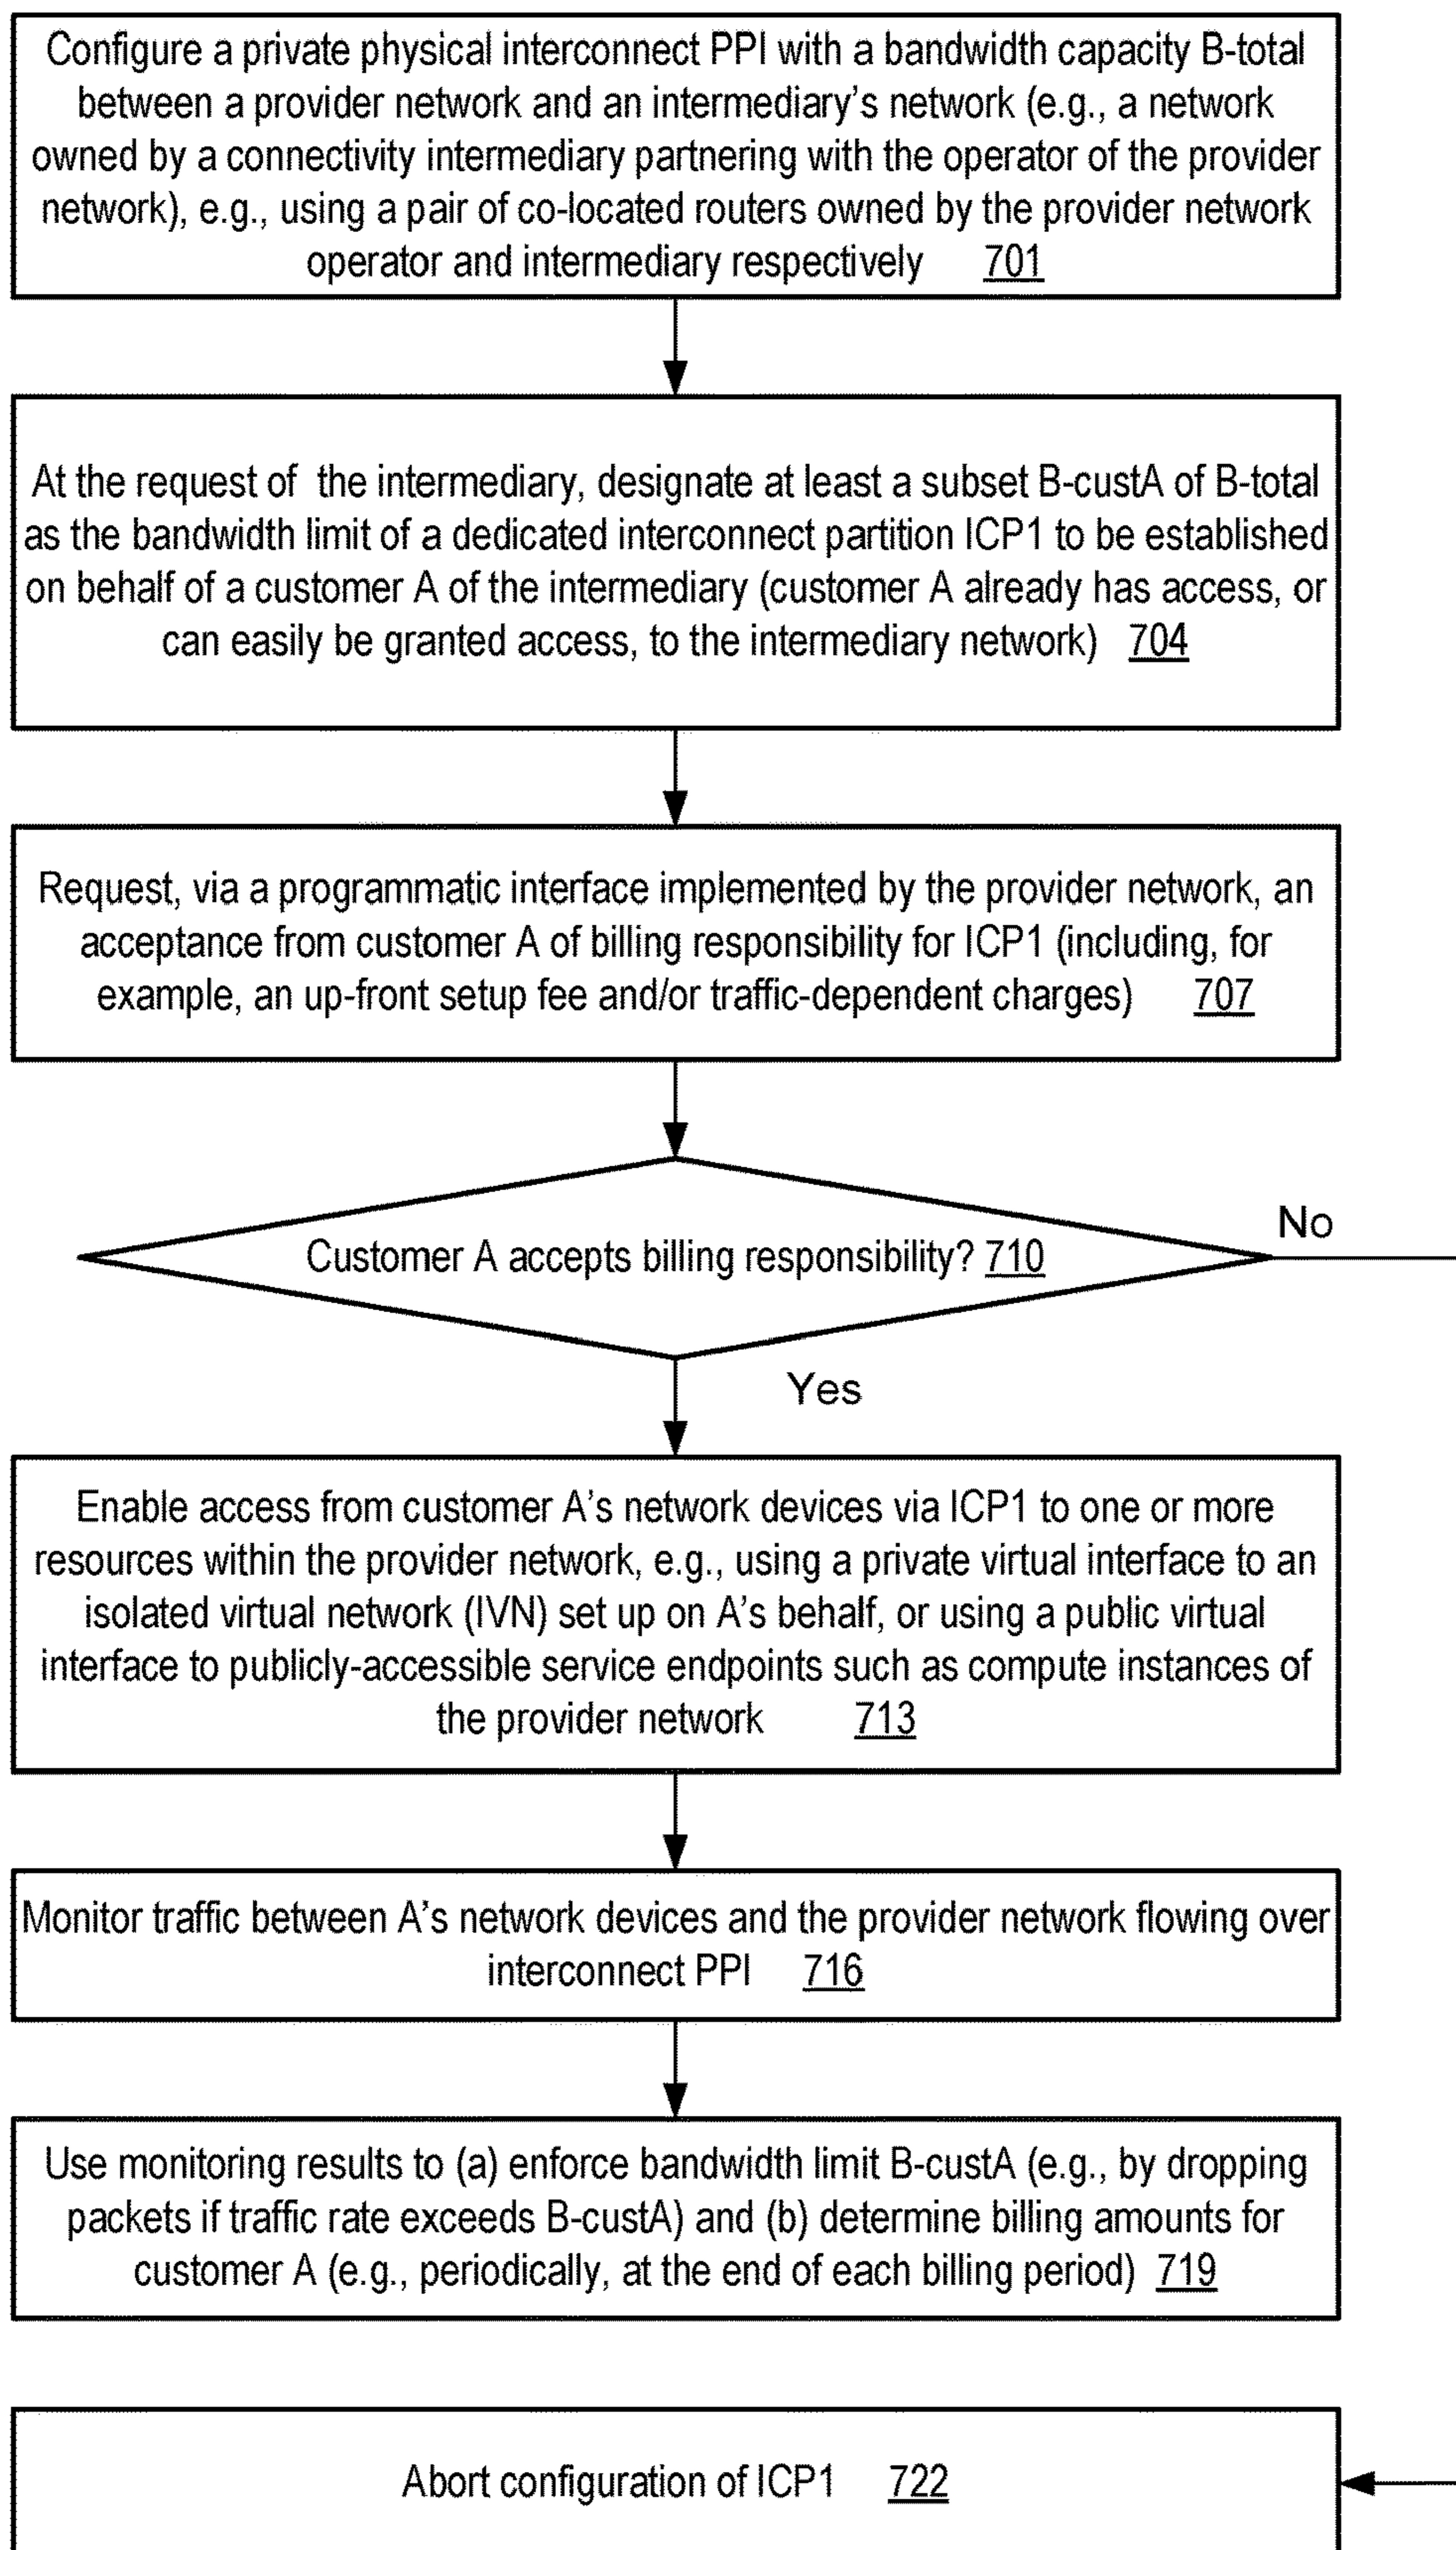 Configure a private physical interconnect PPI with a bandwidth capacity B-total
between a provider network and an intermediary's network (e.g., a network
owned by a connectivity intermediary partnering with the operator of the provider
network), e.g., using a pair of co-located routers owned by the provider network
operator and intermediary respectively 701
At the request of the intermediary, designate at least a subset B-custA of B-total
as the bandwidth limit of a dedicated interconnect partition ICP1 to be established
on behalf of a customer A of the intermediary (customer A already has access, or
can easily be granted access, to the intermediary network) 704
Request, via a programmatic interface implemented by the provider network, an
acceptance from customer A of billing responsibility for ICP1 (including, for
example, an up-front setup fee and/or traffic-dependent charges) 707
No
Customer A accepts billing responsibility? 710
Yes
Enable access from customer A's network devices via ICP1 to one or more
resources within the provider network, e.g., using a private virtual interface to an
isolated virtual network (IVN) set up on A's behalf, or using a public virtual
interface to publicly-accessible service endpoints such as compute instances of
the provider network 713
Monitor traffic between A's network devices and the provider network flowing over
interconnect PPI 716
Use monitoring results to (a) enforce bandwidth limit B-custA (e.g., by dropping
packets if traffic rate exceeds B-custA) and (b) determine billing amounts for
customer A (e.g., periodically, at the end of each billing period) 719
Abort configuration of ICP1 722